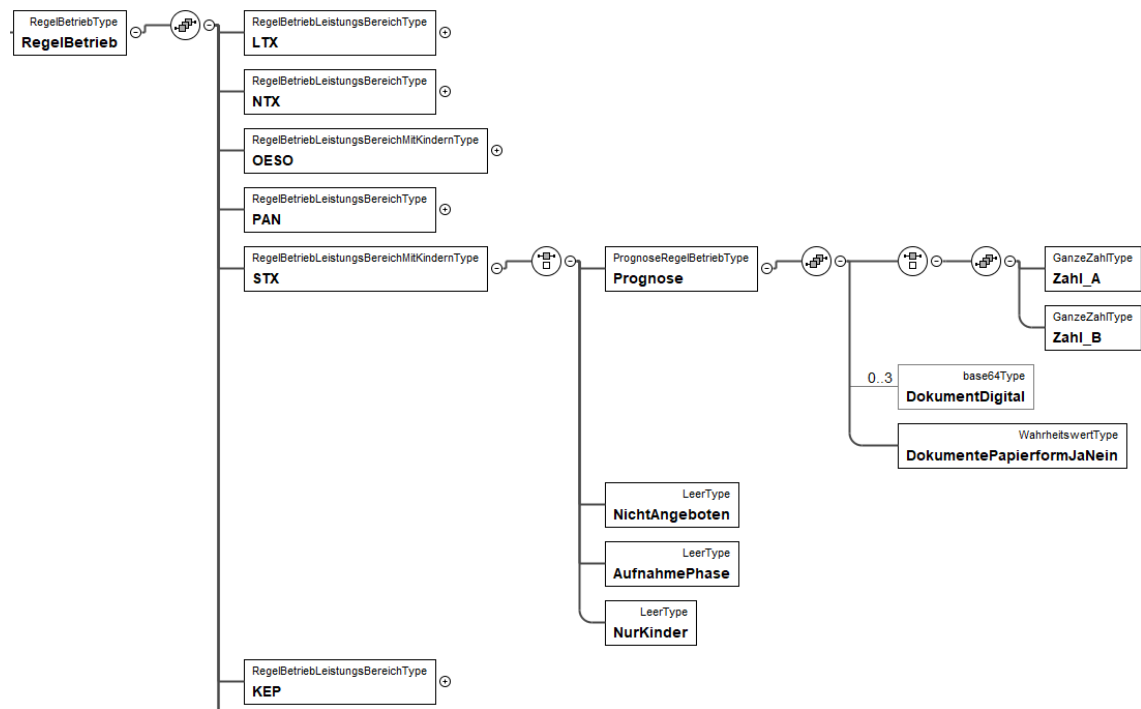 RegelBetriebType
RegelBetrieb
RegelBetriebLeistungsBereichType
LTX
RegelBetriebLeistungsBereichType
NTX
RegelBetriebLeistungsBereichMitKindernType
OESO
RegelBetriebLeistungsBereichType
PAN
RegelBetriebLeistungsBereichMitKindernType
STX
PrognoseRegelBetriebType
Prognose
GanzeZahlType
Zahl_A
GanzeZahlType
Zahl_B
0..3
base64Type
DokumentDigital
WahrheitswertType
DokumentePapierformJaNein
LeerType
NichtAngeboten
LeerType
AufnahmePhase
LeerType
NurKinder
RegelBetriebLeistungsBereichType
KEP